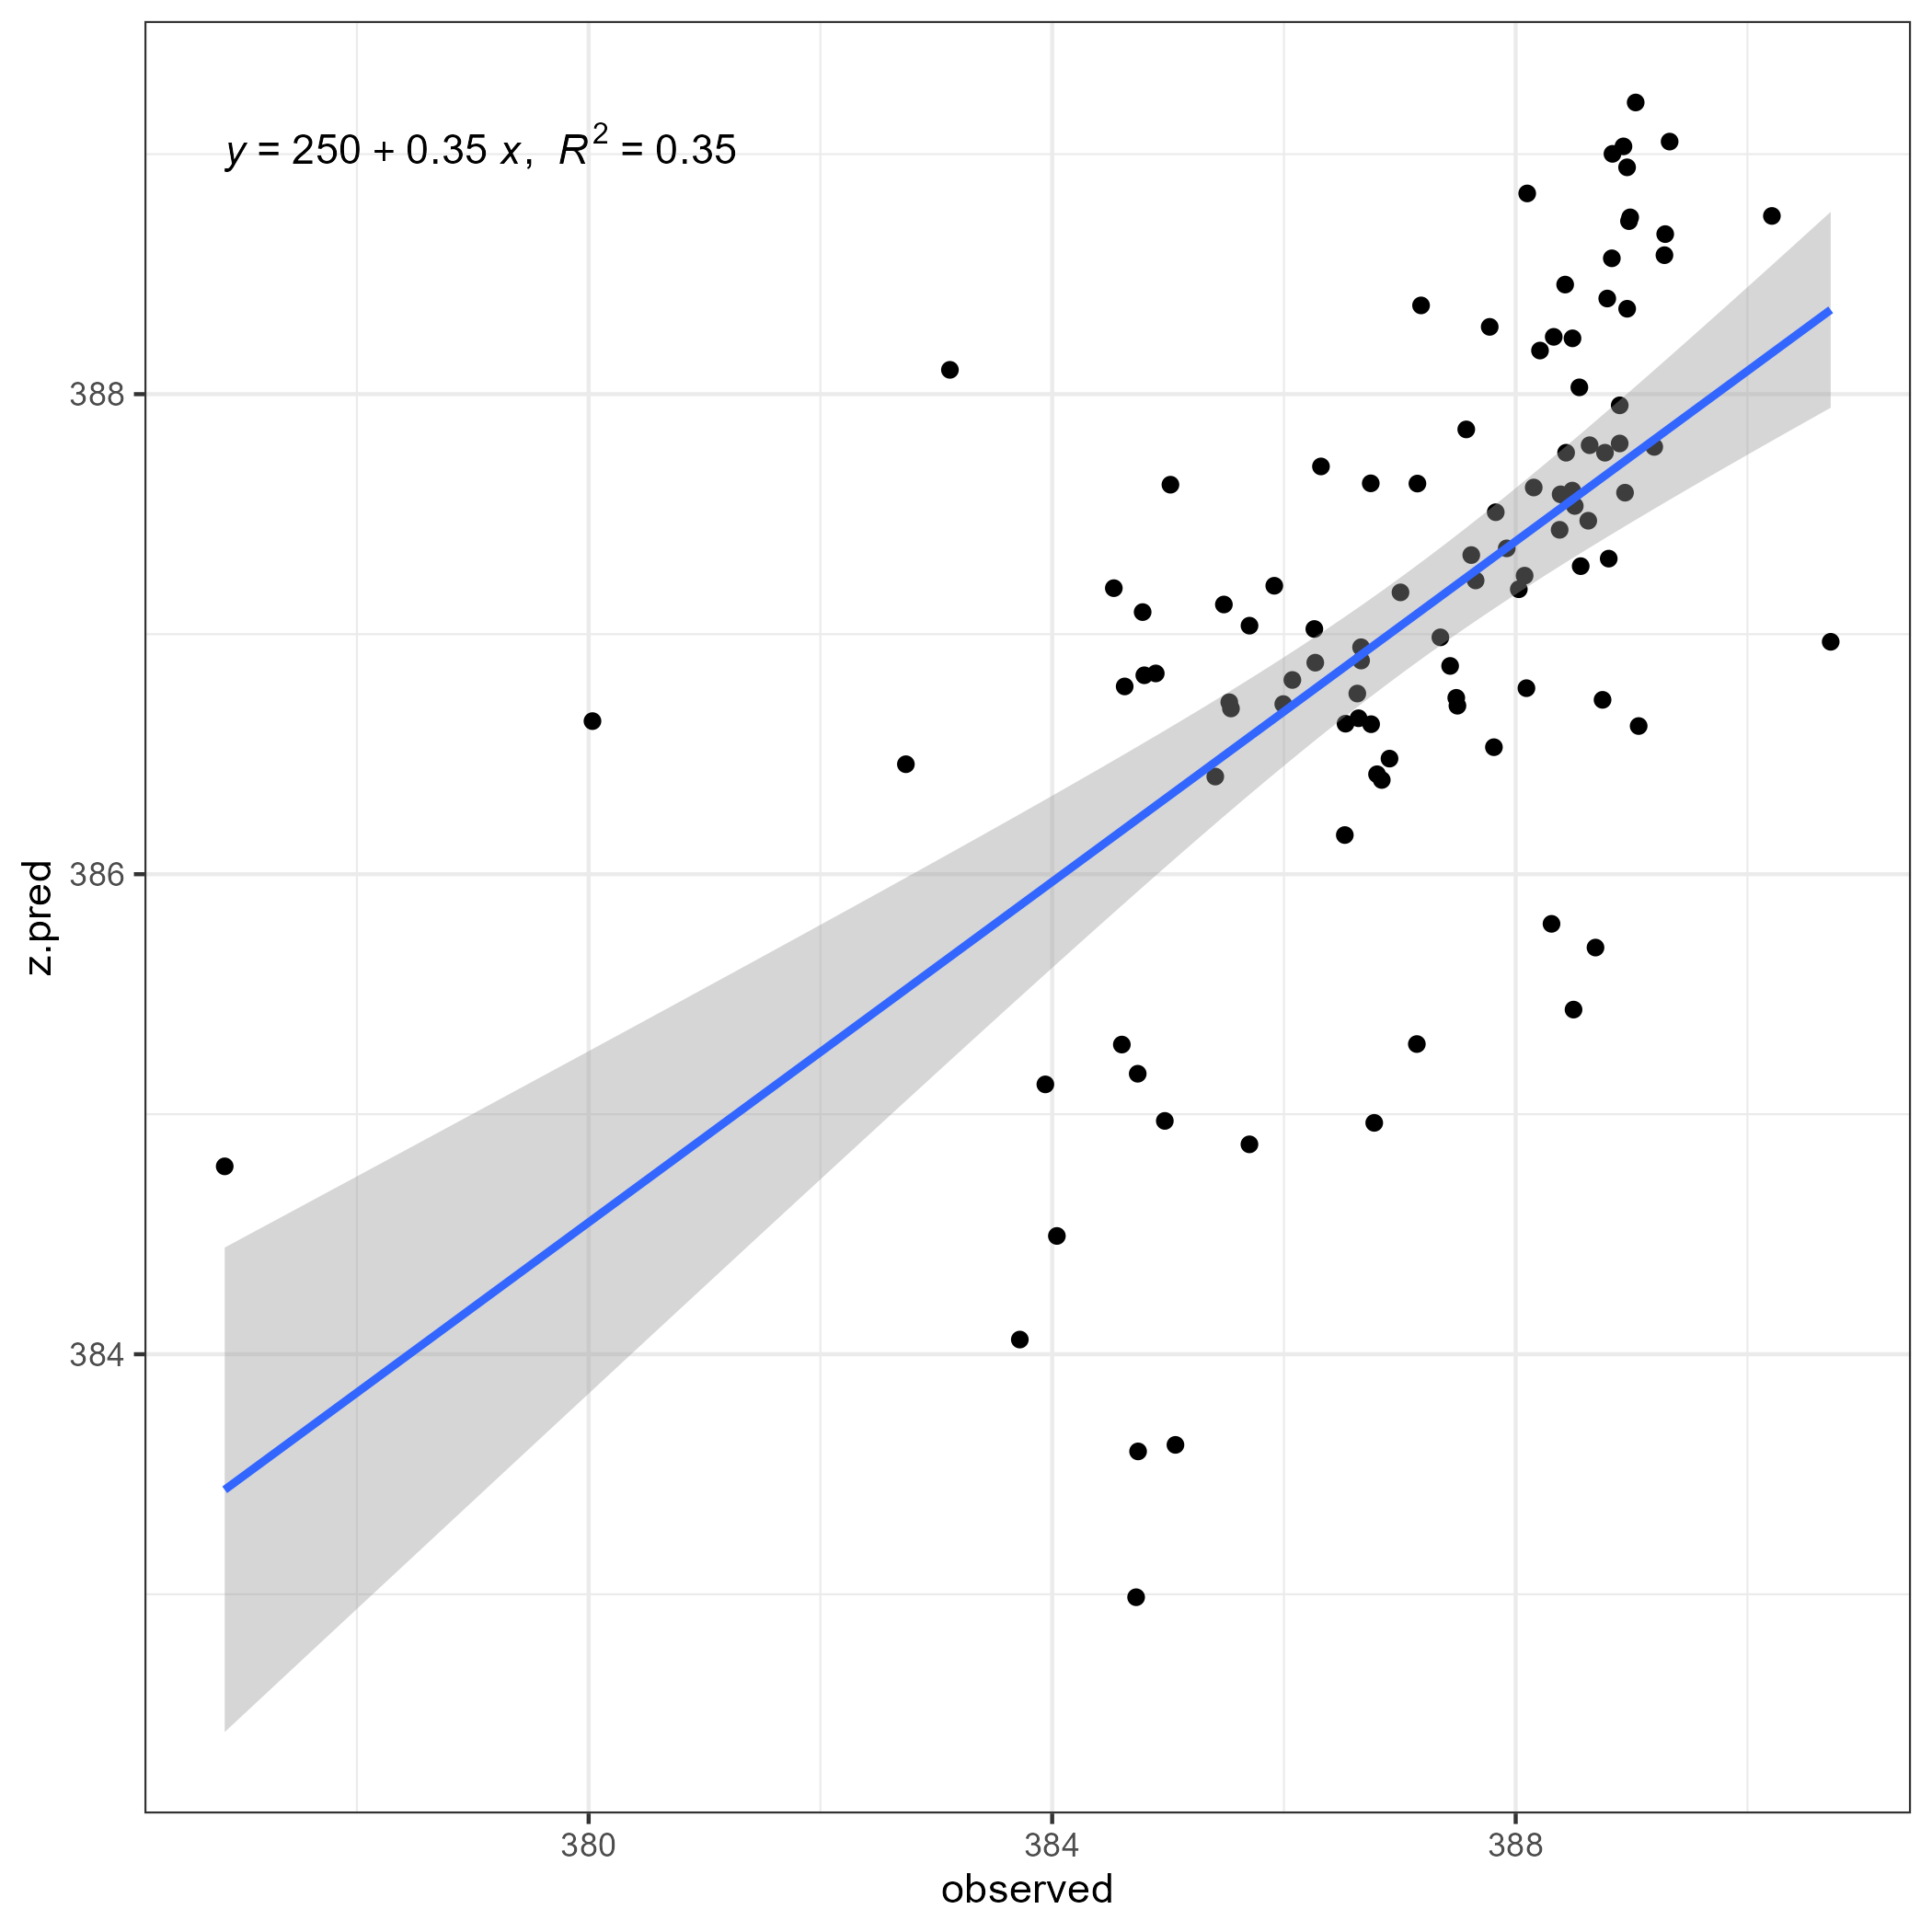 y = 250 + 0.35 x, R² = 0.35
388
386
384
z.pred
380 384 388
observed